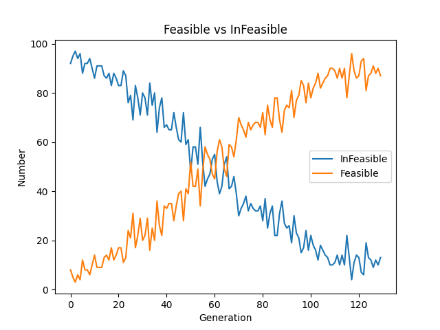 Feasible vs InFeasible
100
80
60
40
20
0
Number
InFeasible
Feasible
0 20 40 60 80 100 120
Generation